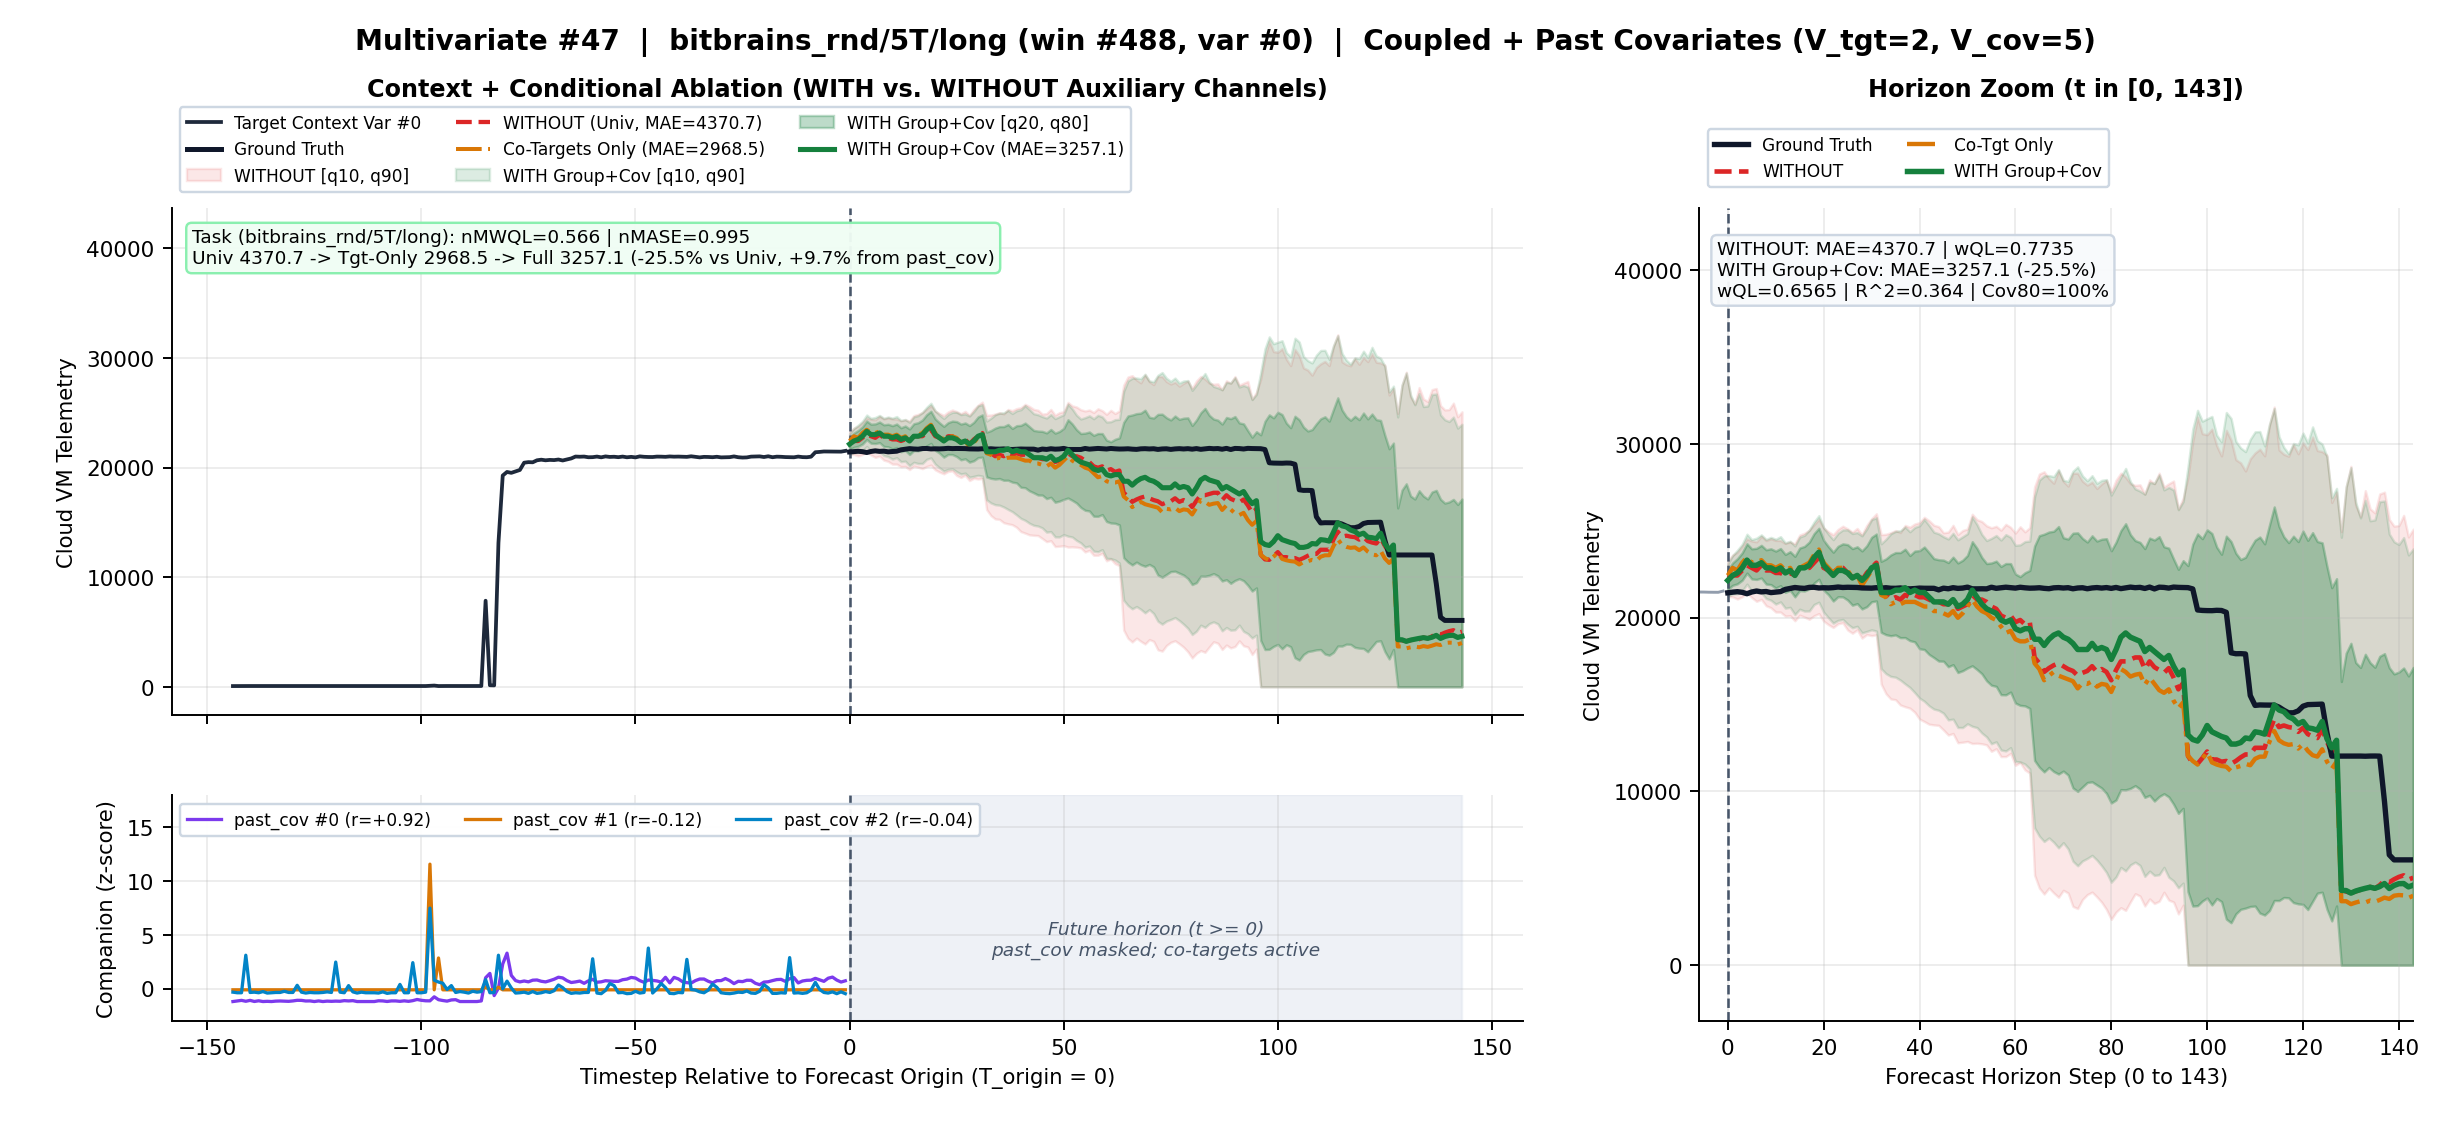 Multivariate #47 | bitbrains_rnd/5T/long (win #488, var #0) | Coupled + Past Covariates (V_tgt=2, V_cov=5)
Context + Conditional Ablation (WITH vs. WITHOUT Auxiliary Channels)
Target Context Var #0
Ground Truth
WITHOUT [q10, q90]
WITHOUT (Univ, MAE=4370.7)
Co-Targets Only (MAE=2968.5)
WITH Group+Cov [q10, q90]
WITH Group+Cov [q20, q80]
WITH Group+Cov (MAE=3257.1)
Task (bitbrains_rnd/5T/long): nMWQL=0.566 | nMASE=0.995
Univ 4370.7 -> Tgt-Only 2968.5 -> Full 3257.1 (-25.5% vs Univ, +9.7% from past_cov)
Cloud VM Telemetry
40000
30000
20000
10000
0
past_cov #0 (r=+0.92)
past_cov #1 (r=-0.12)
past_cov #2 (r=-0.04)
Future horizon (t >= 0)
past_cov masked; co-targets active
Companion (z-score)
15
10
5
0
−150
−100
−50
0
50
100
150
Timestep Relative to Forecast Origin (T_origin = 0)
Horizon Zoom (t in [0, 143])
Ground Truth
WITHOUT
Co-Tgt Only
WITH Group+Cov
WITHOUT: MAE=4370.7 | wQL=0.7735
WITH Group+Cov: MAE=3257.1 (-25.5%)
wQL=0.6565 | R^2=0.364 | Cov80=100%
Cloud VM Telemetry
40000
30000
20000
10000
0
0
20
40
60
80
100
120
140
Forecast Horizon Step (0 to 143)